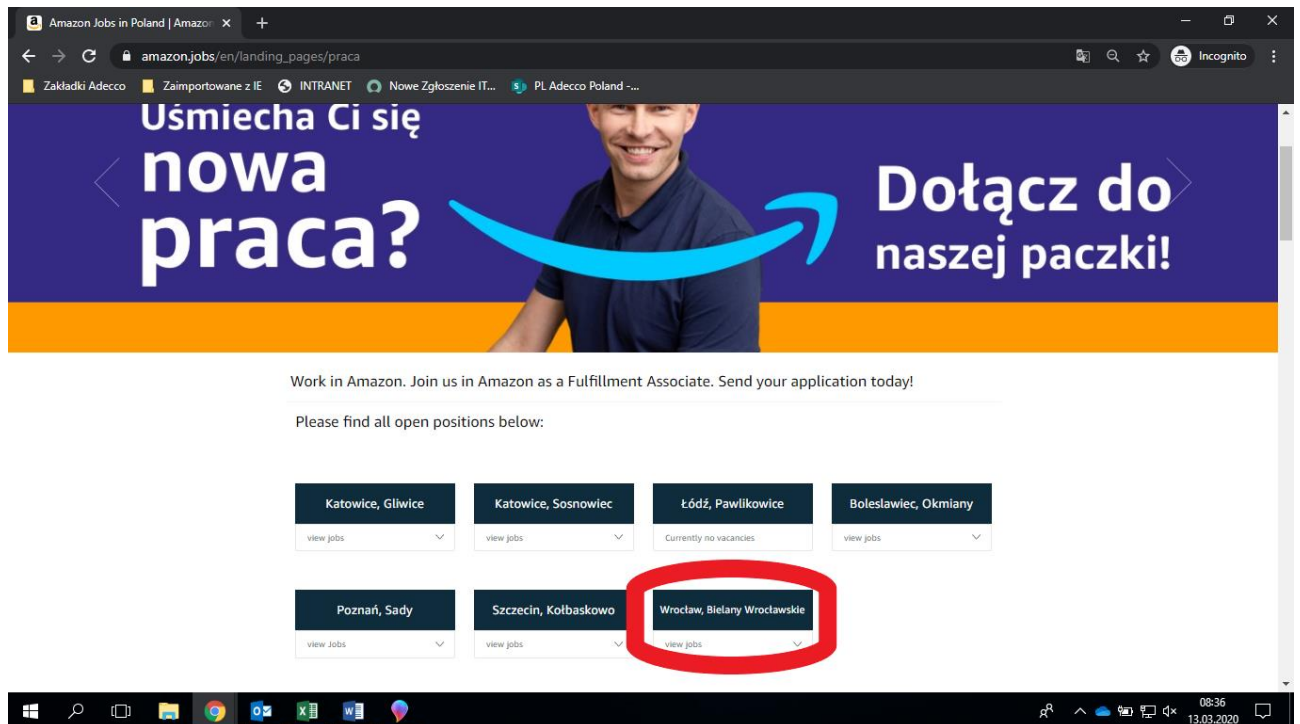 Amazon Jobs in Poland | Amazon
amazon.jobs/en/landing_pages/praca
Incognito
Zakładki Adecco
Zaimportowane z IE
INTRANET
Nowe Zgłoszenie IT...
PL Adecco Poland -...
Uśmiecha Ci się
nowa
praca?
Dołącz do
naszej paczki!
Work in Amazon. Join us in Amazon as a Fulfillment Associate. Send your application today!
Please find all open positions below:
Katowice, Gliwice
Katowice, Sosnowiec
Łódź, Pawlikowice
Boleslawiec, Okmiany
view jobs
view jobs
Currently no vacancies
view jobs
Poznań, Sady
Szczecin, Kołbaskowo
Wrocław, Bielany Wrocławskie
view Jobs
view jobs
view jobs
08:36
13.03.2020